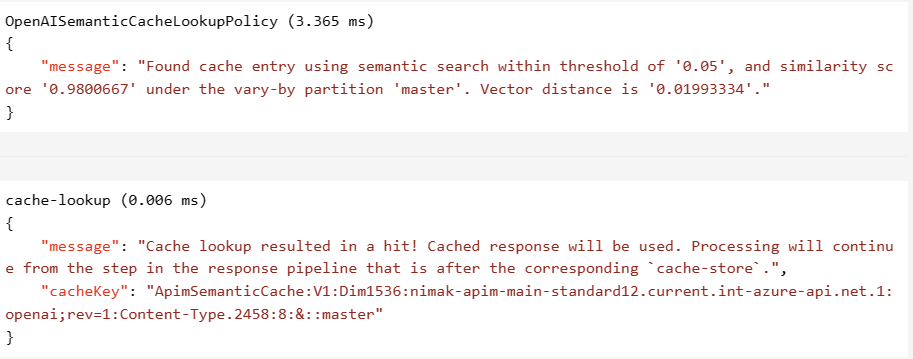 OpenAISemanticCacheLookupPolicy (3.365 ms)
{
    "message": "Found cache entry using semantic search within threshold of '0.05', and similarity sc
ore '0.9800667' under the vary-by partition 'master'. Vector distance is '0.01993334'."
}
cache-lookup (0.006 ms)
{
    "message": "Cache lookup resulted in a hit! Cached response will be used. Processing will continu
e from the step in the response pipeline that is after the corresponding `cache-store`.",
    "cacheKey": "ApimSemanticCache:V1:Dim1536:nimak-apim-main-standard12.current.int-azure-api.net.1:
openai;rev=1:Content-Type.2458:8:&::master"
}